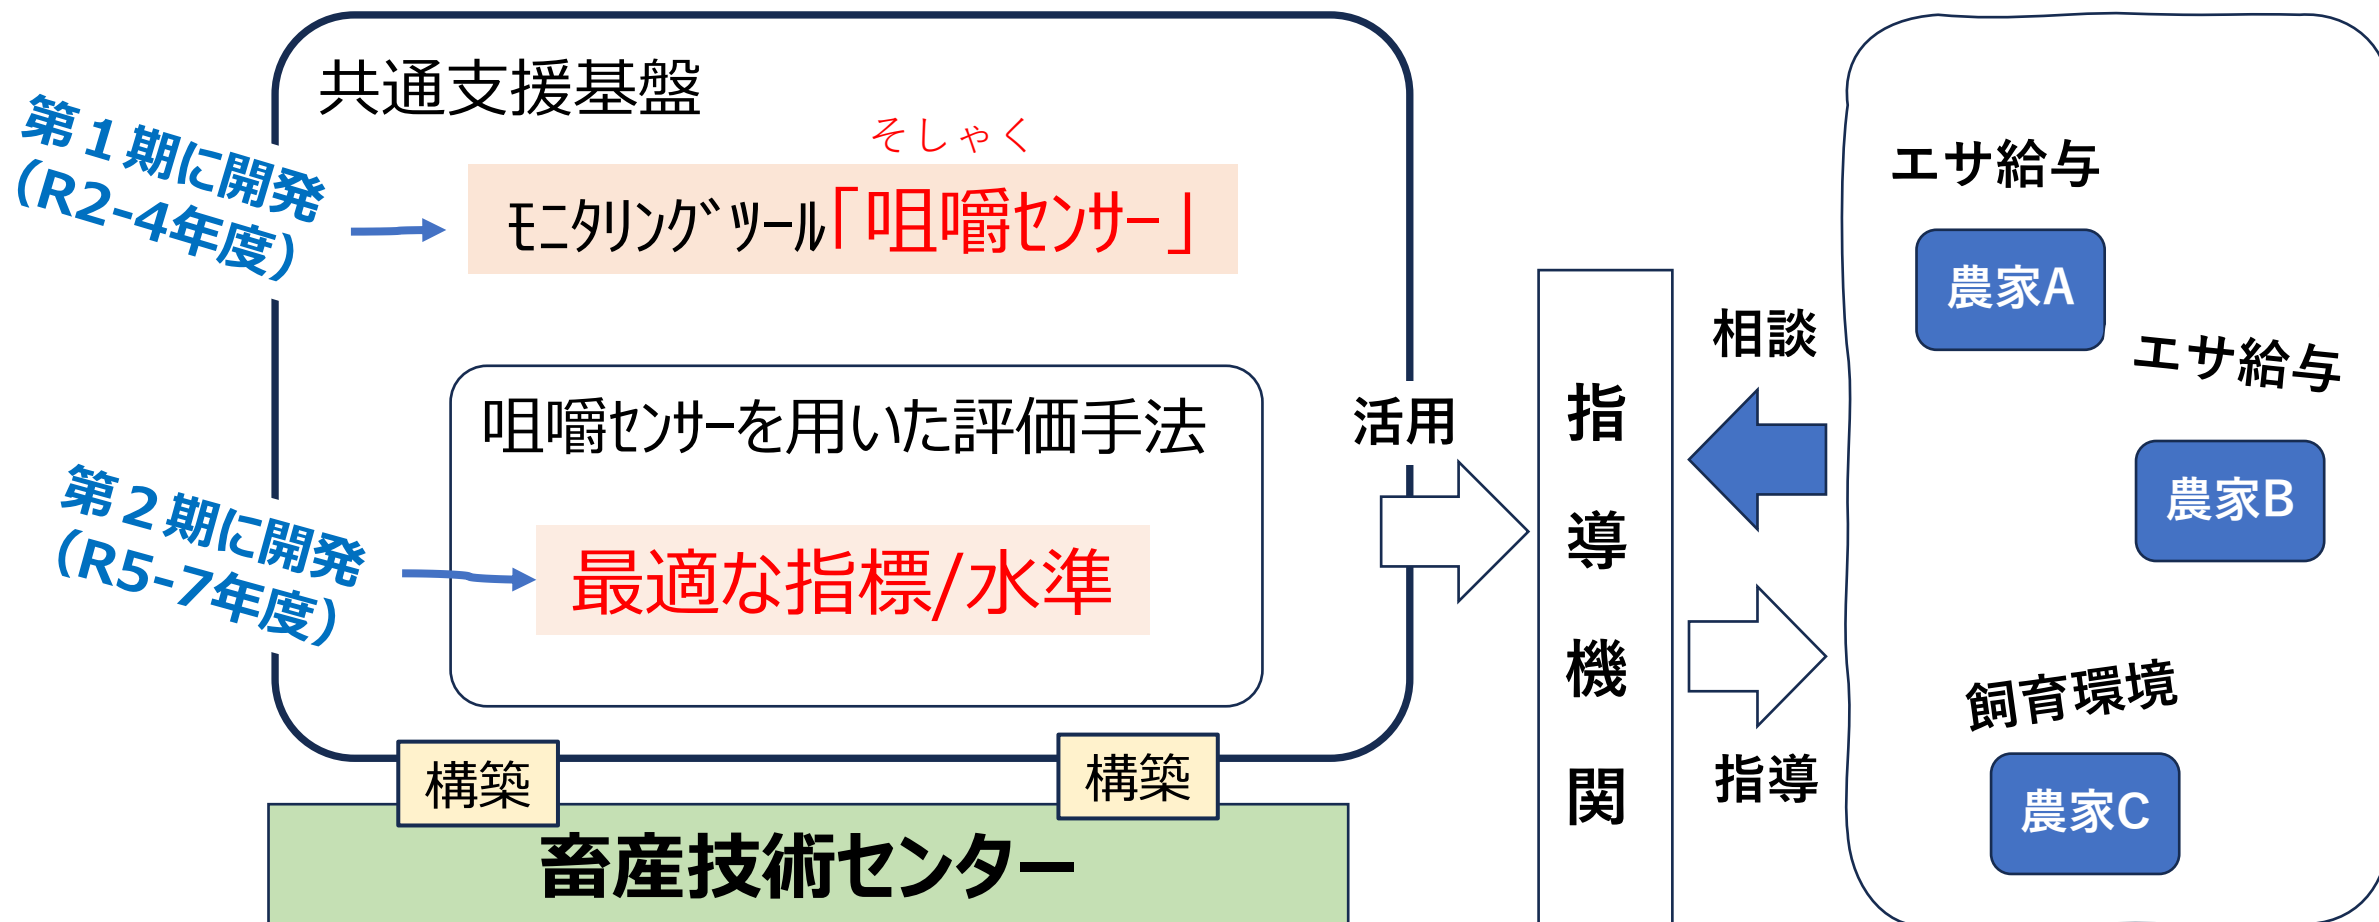 共通支援基盤
第１期に開発
（R2-4年度）
そしゃく
ﾓﾆﾀﾘﾝｸﾞﾂｰﾙ「咀嚼ｾﾝｻｰ」
咀嚼ｾﾝｻｰを用いた評価手法
第２期に開発
（R5-7年度）
最適な指標/水準
構築
構築
畜産技術センター
活用
指導機関
相談
指導
エサ給与
農家A
エサ給与
農家B
飼育環境
農家C